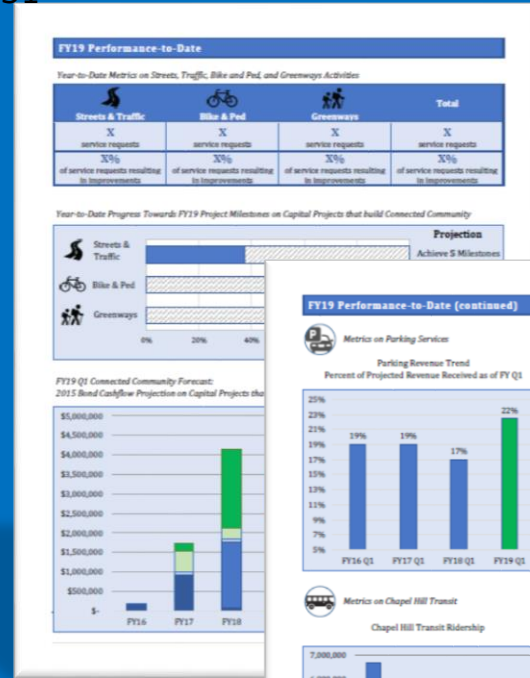 FY19 Performance-to-Date
Year-to-Date Metrics on Streets, Traffic, Bike and Ped, and Greenways Activities
Streets & Traffic
Bike & Ped
Greenways
Total
X
X
X
X
service requests
service requests
service requests
service requests
X%
X%
X%
X%
of service requests resulting in improvements
of service requests resulting in improvements
of service requests resulting in improvements
of service requests resulting in improvements
Year-to-Date Progress Towards FY19 Project Milestones on Capital Projects that build Connected Community
Projection
Streets &
Traffic
Achieve 5 Milestones
Bike & Ped
Greenways
0%
20%
40%
FY19 Q1 Connected Community Forecast:
2015 Bond Cashflow Projection on Capital Projects tha
$5,000,000
$4,500,000
$4,000,000
$3,500,000
$3,000,000
$2,500,000
$2,000,000
$1,500,000
$1,000,000
$500,000
$-
FY16
FY17
FY18
FY19 Performance-to-Date (continued)
P
Metrics on Parking Services
Parking Revenue Trend
Percent of Projected Revenue Received as of FY Q1
25%
23%
21%
19%
17%
15%
13%
11%
9%
7%
5%
19%
19%
17%
22%
FY16 Q1
FY17 Q1
FY18 Q1
FY19 Q1
Metrics on Chapel Hill Transit
Chapel Hill Transit Ridership
7,000,000